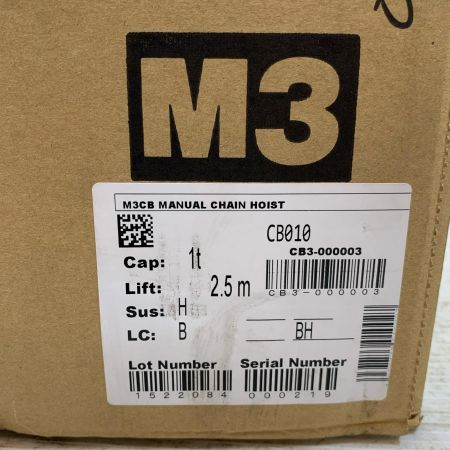 M3
M3CB MANUAL CHAIN HOIST
CB010
CB3-000003
CB3-000003
Cap: 1t
Lift: 2.5 m
Sus: H
LC: B BH
Lot Number Serial Number
1522084 000219